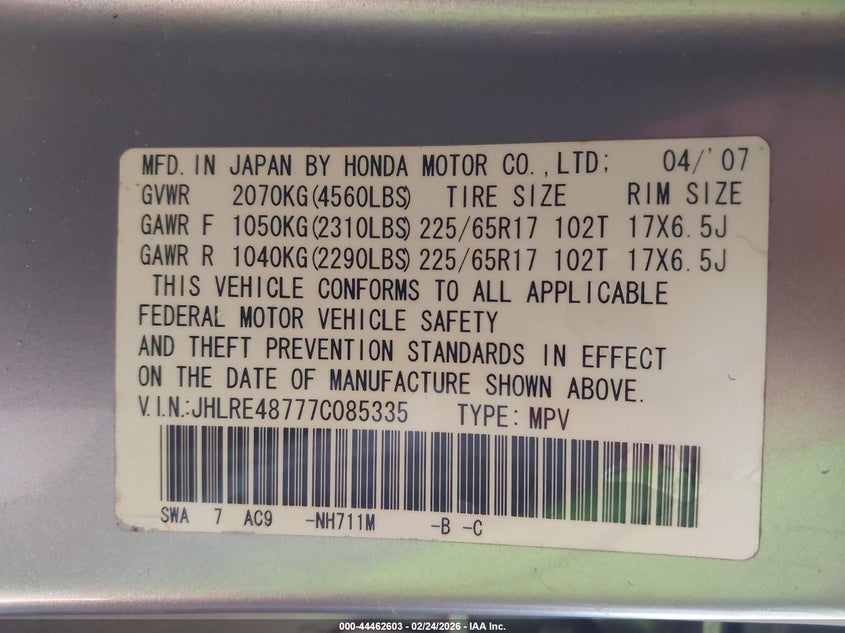 MFD. IN JAPAN BY HONDA MOTOR CO.,LTD; 04/'07
GVWR 2070KG(4560LBS) TIRE SIZE RIM SIZE
GAWR F 1050KG(2310LBS) 225/65R17 102T 17X6.5J
GAWR R 1040KG(2290LBS) 225/65R17 102T 17X6.5J
THIS VEHICLE CONFORMS TO ALL APPLICABLE
FEDERAL MOTOR VEHICLE SAFETY
AND THEFT PREVENTION STANDARDS IN EFFECT
ON THE DATE OF MANUFACTURE SHOWN ABOVE.
V.I.N.:JHLRE48777C085335 TYPE: MPV
SWA 7 AC9 -NH711M -B -C
000-44462603 - 02/24/2026 - IAA Inc.